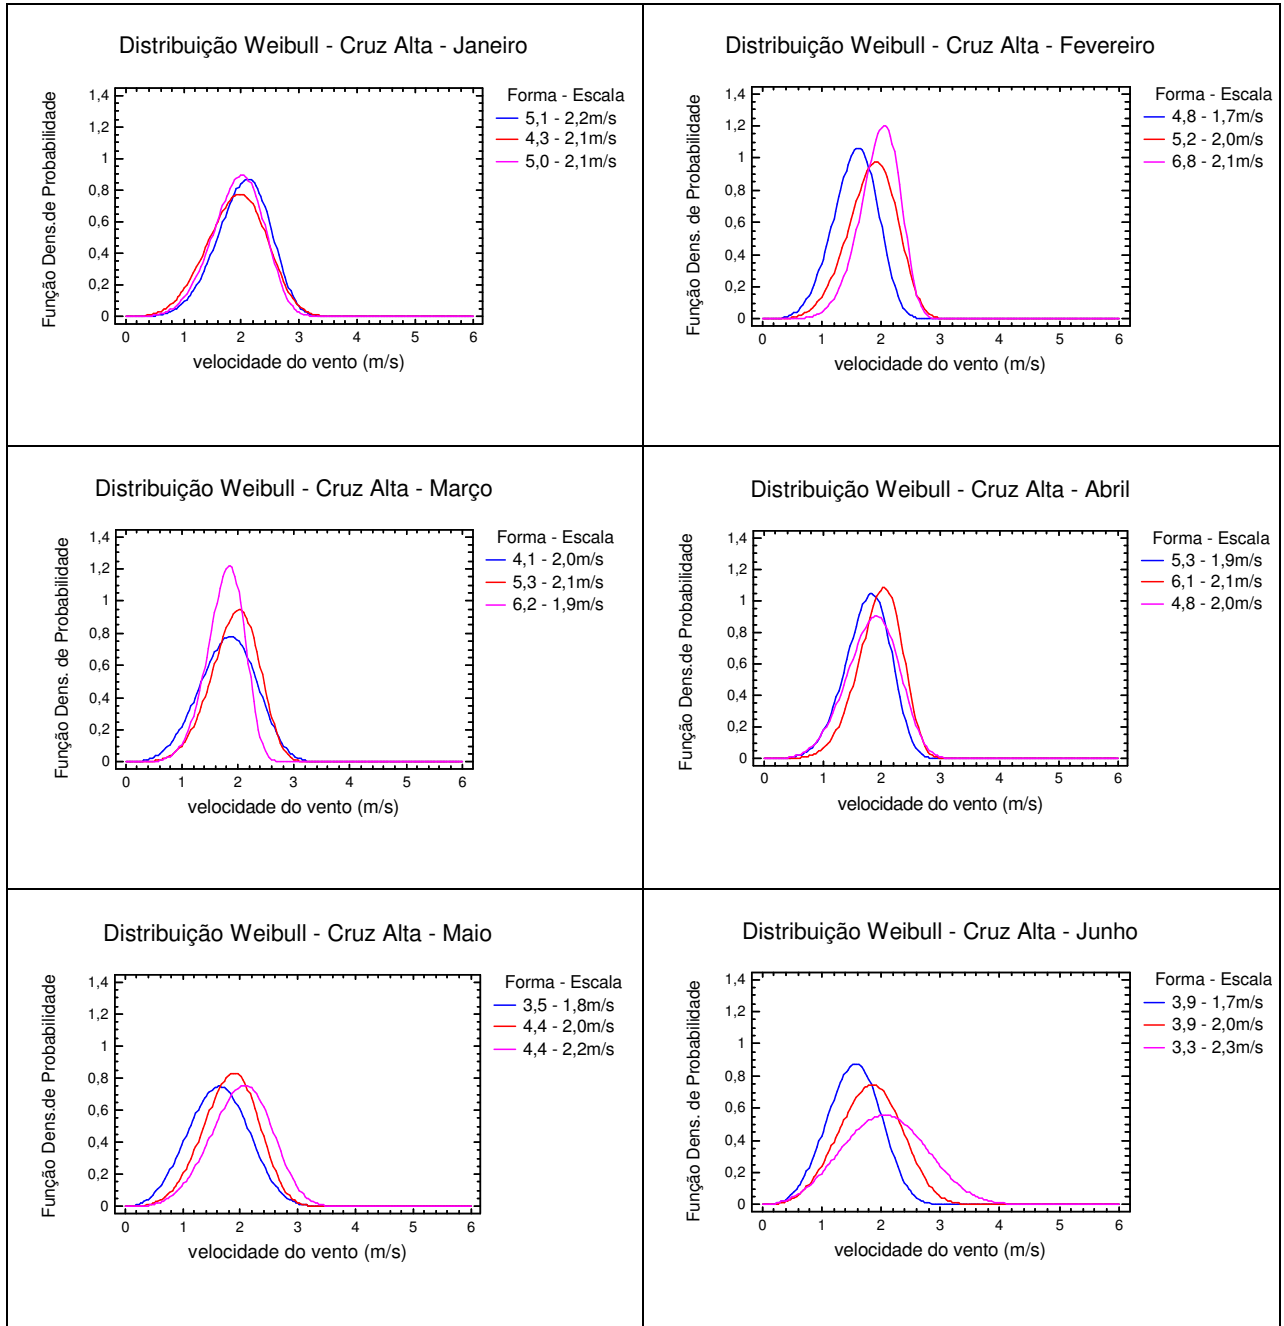 Distribuição Weibull - Cruz Alta - Janeiro
Função Dens.de Probabilidade
1,4
1,2
1
0,8
0,6
0,4
0,2
0
0 1 2 3 4 5 6
velocidade do vento (m/s)
Forma - Escala
5,1 - 2,2m/s
4,3 - 2,1m/s
5,0 - 2,1m/s
Distribuição Weibull - Cruz Alta - Fevereiro
Função Dens. de Probabilidade
1,4
1,2
1
0,8
0,6
0,4
0,2
0
0 1 2 3 4 5 6
velocidade do vento (m/s)
Forma - Escala
4,8 - 1,7m/s
5,2 - 2,0m/s
6,8 - 2,1m/s
Distribuição Weibull - Cruz Alta - Março
Função Dens. de Probabilidade
1,4
1,2
1
0,8
0,6
0,4
0,2
0
0 1 2 3 4 5 6
velocidade do vento (m/s)
Forma - Escala
4,1 - 2,0m/s
5,3 - 2,1m/s
6,2 - 1,9m/s
Distribuição Weibull - Cruz Alta - Abril
Função Dens.de Probabilidade
1,4
1,2
1
0,8
0,6
0,4
0,2
0
0 1 2 3 4 5 6
velocidade do vento (m/s)
Forma - Escala
5,3 - 1,9m/s
6,1 - 2,1m/s
4,8 - 2,0m/s
Distribuição Weibull - Cruz Alta - Maio
Função Dens.de Probabilidade
1,4
1,2
1
0,8
0,6
0,4
0,2
0
0 1 2 3 4 5 6
velocidade do vento (m/s)
Forma - Escala
3,5 - 1,8m/s
4,4 - 2,0m/s
4,4 - 2,2m/s
Distribuição Weibull - Cruz Alta - Junho
Função Dens. de Probabilidade
1,4
1,2
1
0,8
0,6
0,4
0,2
0
0 1 2 3 4 5 6
velocidade do vento (m/s)
Forma - Escala
3,9 - 1,7m/s
3,9 - 2,0m/s
3,3 - 2,3m/s